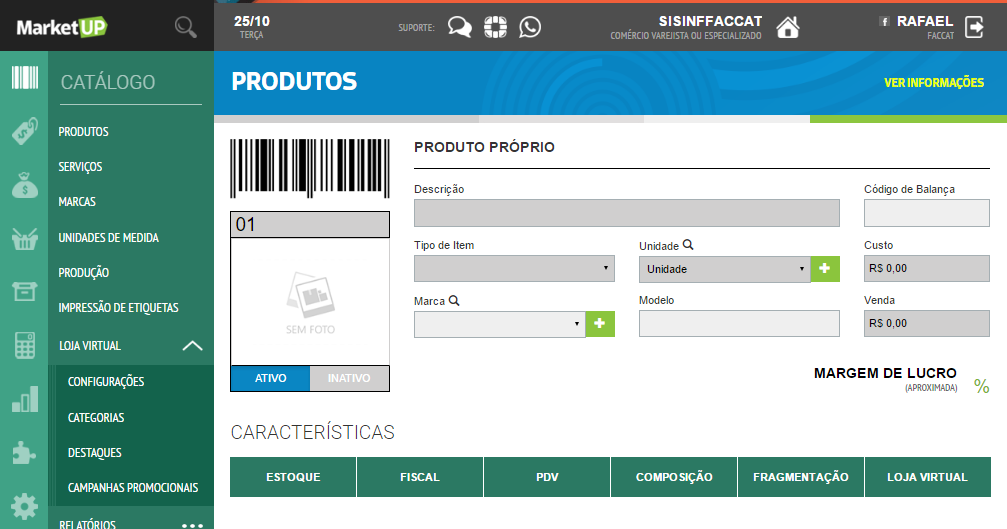 MarketUP
25/10
TERÇA
SUPORTE:
SISINFFACCAT
COMÉRCIO VAREJISTA OU ESPECIALIZADO
f RAFAEL
FACCAT
CATÁLOGO
PRODUTOS
SERVIÇOS
MARCAS
UNIDADES DE MEDIDA
PRODUÇÃO
IMPRESSÃO DE ETIQUETAS
LOJA VIRTUAL
CONFIGURAÇÕES
CATEGORIAS
DESTAQUES
CAMPANHAS PROMOCIONAIS
RELATÓRIOS
PRODUTOS
VER INFORMAÇÕES
01
SEM FOTO
ATIVO INATIVO
PRODUTO PRÓPRIO
Descrição Código de Balança
Tipo de Item Unidade Custo
Unidade R$ 0,00
Marca Modelo Venda
R$ 0,00
MARGEM DE LUCRO
(APROXIMADA) %
CARACTERÍSTICAS
ESTOQUE FISCAL PDV COMPOSIÇÃO FRAGMENTAÇÃO LOJA VIRTUAL